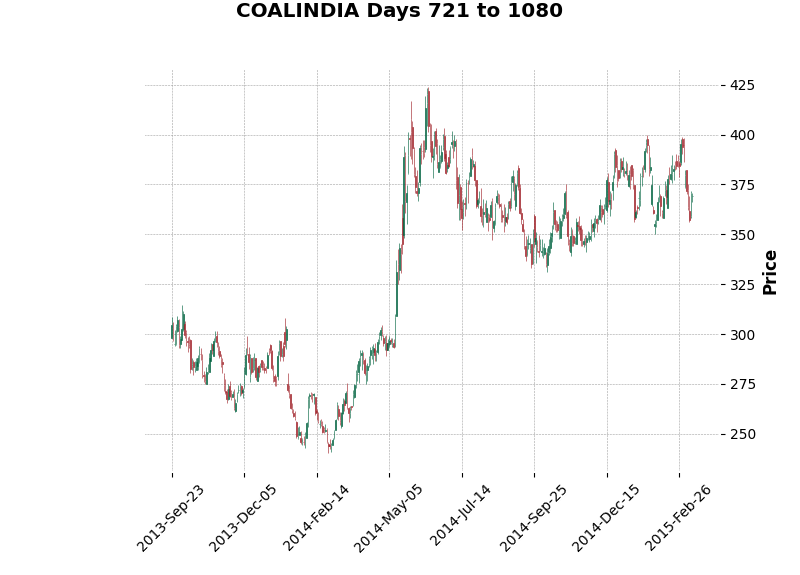 COALINDIA Days 721 to 1080
425
400
375
350
325
300
275
250
Price
2013-Sep-23
2013-Dec-05
2014-Feb-14
2014-May-05
2014-Jul-14
2014-Sep-25
2014-Dec-15
2015-Feb-26